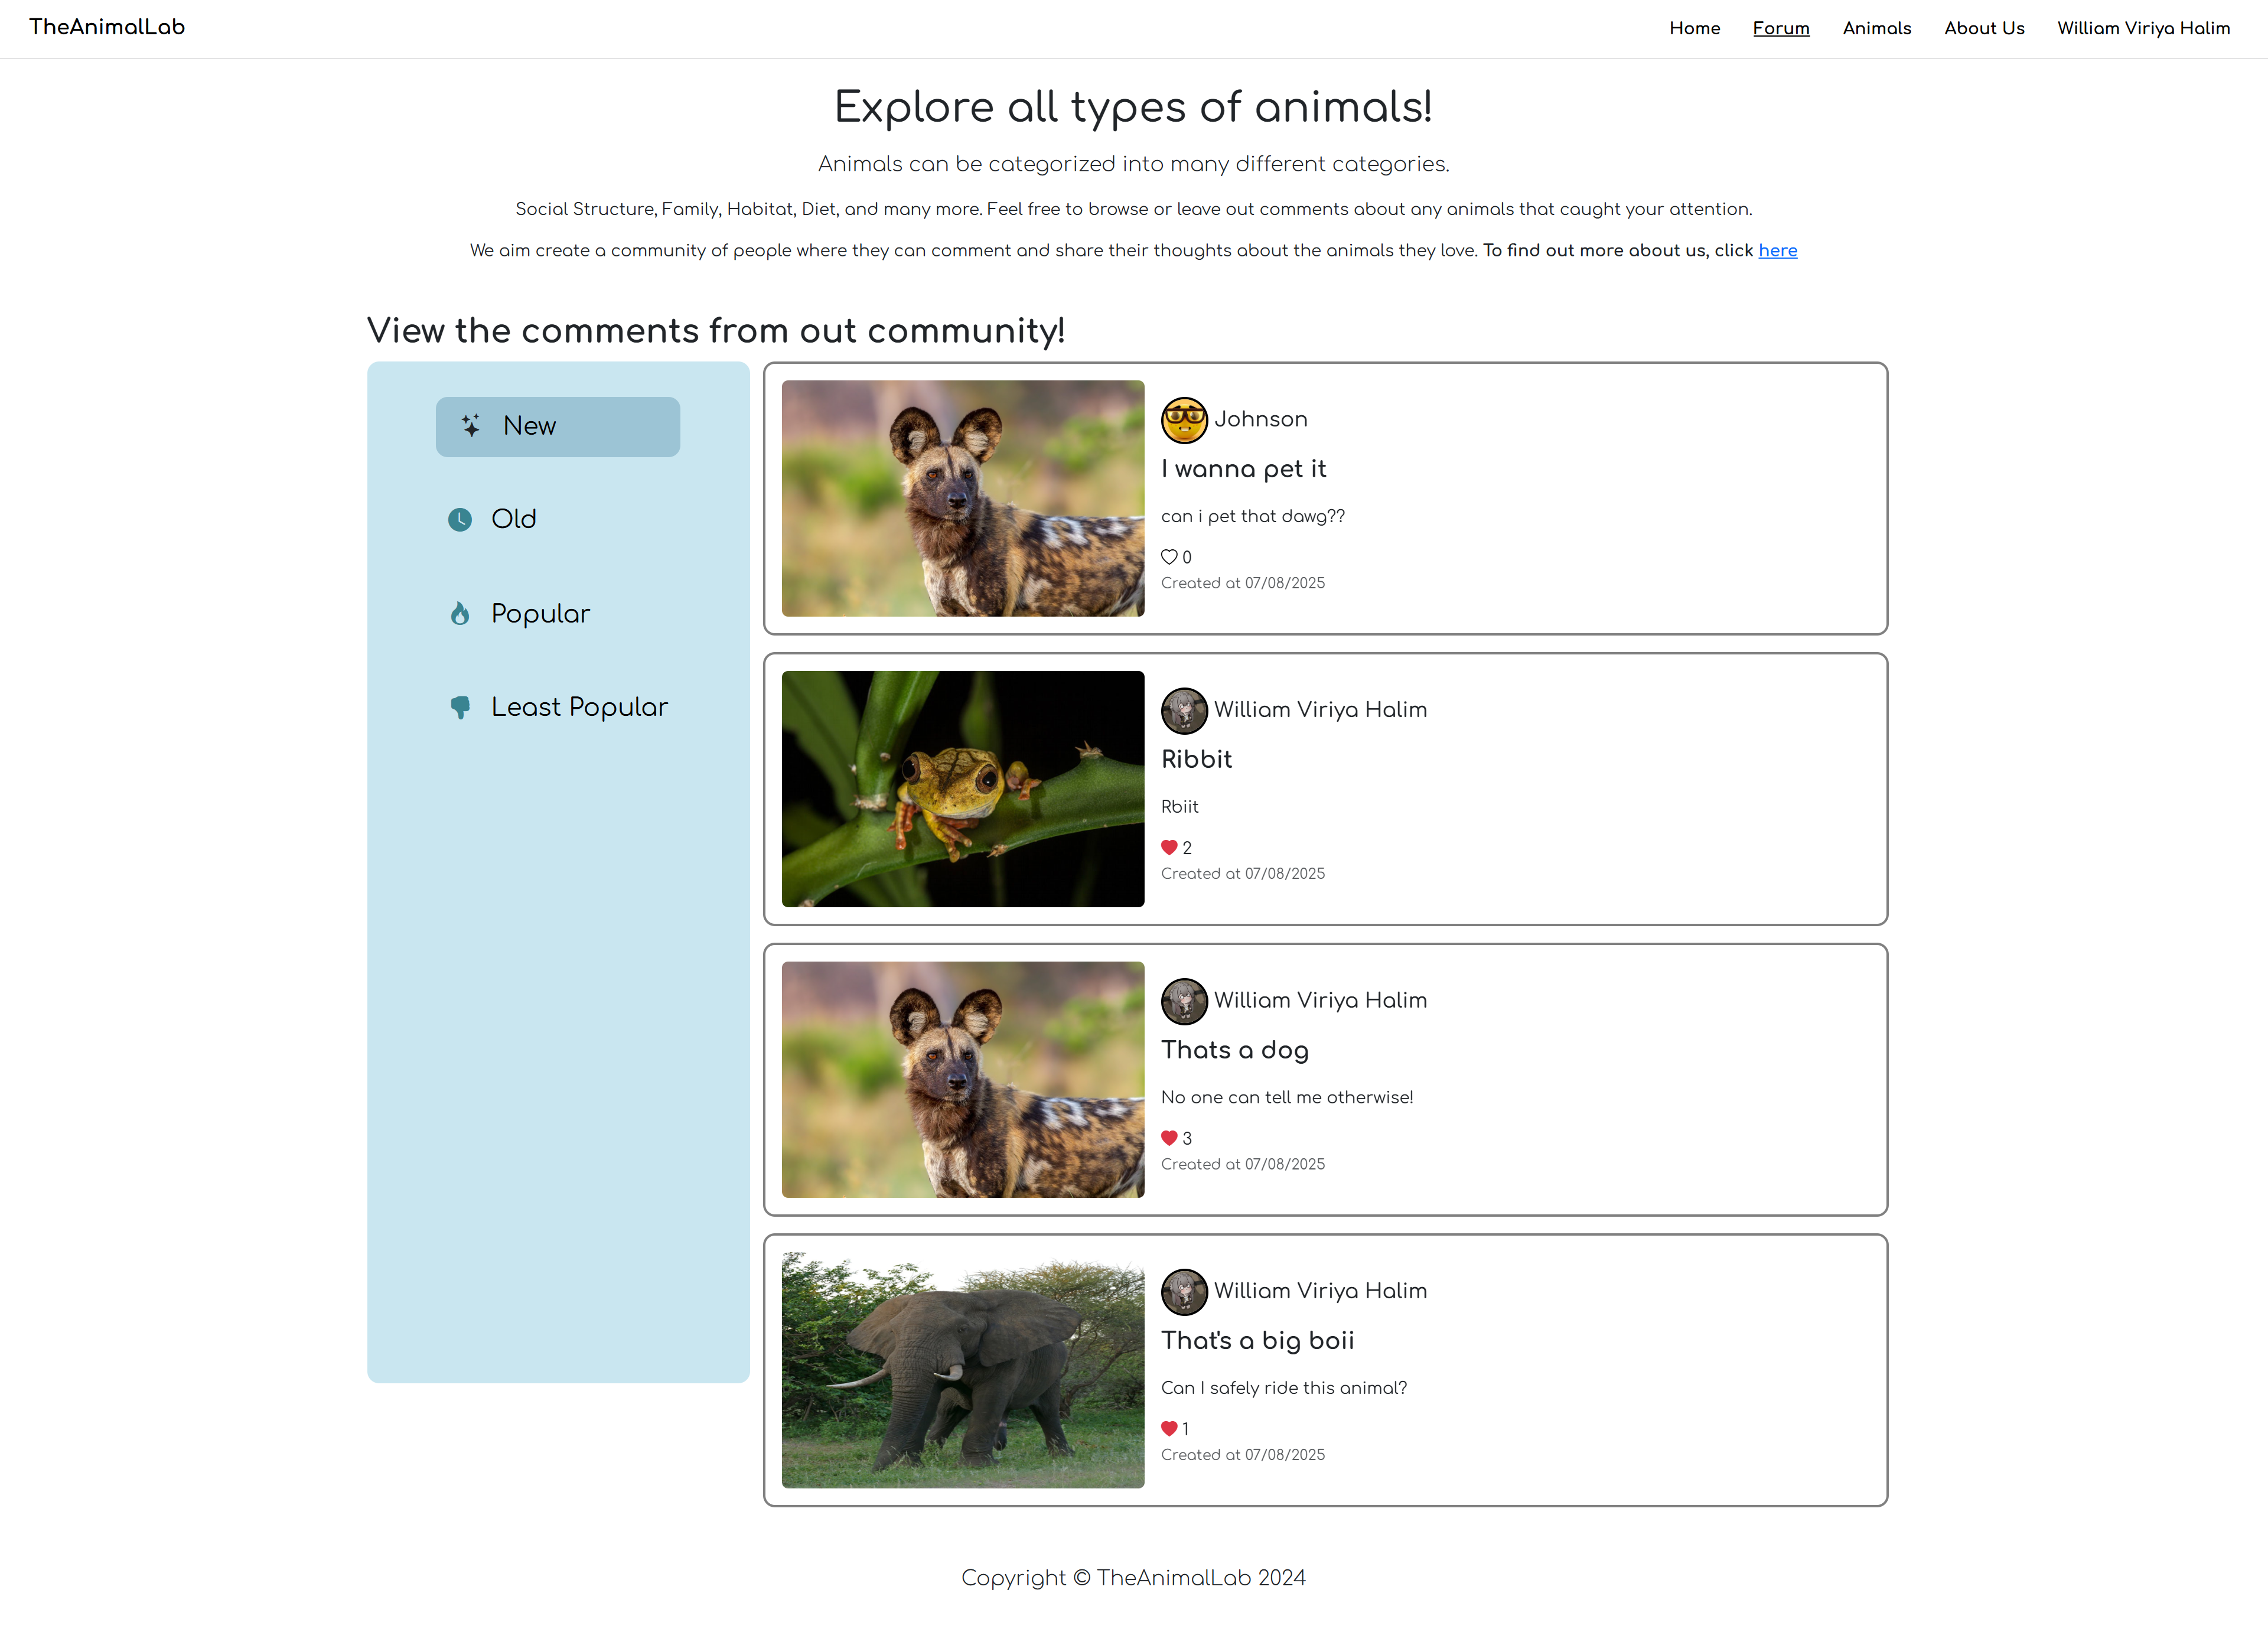 TheAnimalLab
Home Forum Animals About Us William Viriya Halim
Explore all types of animals!
Animals can be categorized into many different categories.
Social Structure, Family, Habitat, Diet, and many more. Feel free to browse or leave out comments about any animals that caught your attention.
We aim create a community of people where they can comment and share their thoughts about the animals they love. To find out more about us, click here
View the comments from out community!
New
Old
Popular
Least Popular
Johnson
I wanna pet it
can i pet that dawg??
0
Created at 07/08/2025
William Viriya Halim
Ribbit
Rbiit
2
Created at 07/08/2025
William Viriya Halim
Thats a dog
No one can tell me otherwise!
3
Created at 07/08/2025
William Viriya Halim
That's a big boii
Can I safely ride this animal?
1
Created at 07/08/2025
Copyright © TheAnimalLab 2024